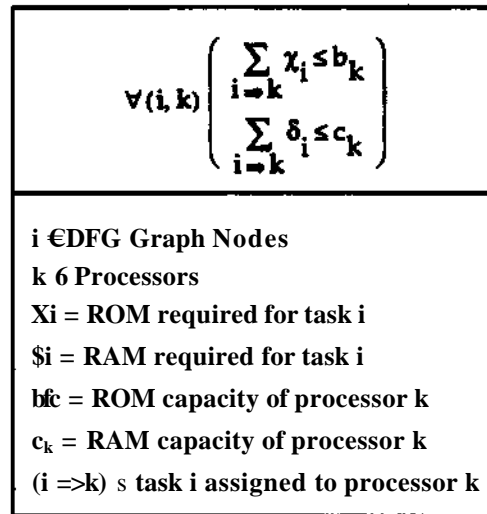 ∀(i, k) ( ∑ i⇒k χi ≤ bk
∑ i⇒k δi ≤ ck )
i €DFG Graph Nodes
k 6 Processors
Xi = ROM required for task i
$i = RAM required for task i
bfc = ROM capacity of processor k
ck = RAM capacity of processor k
(i =>k) s task i assigned to processor k